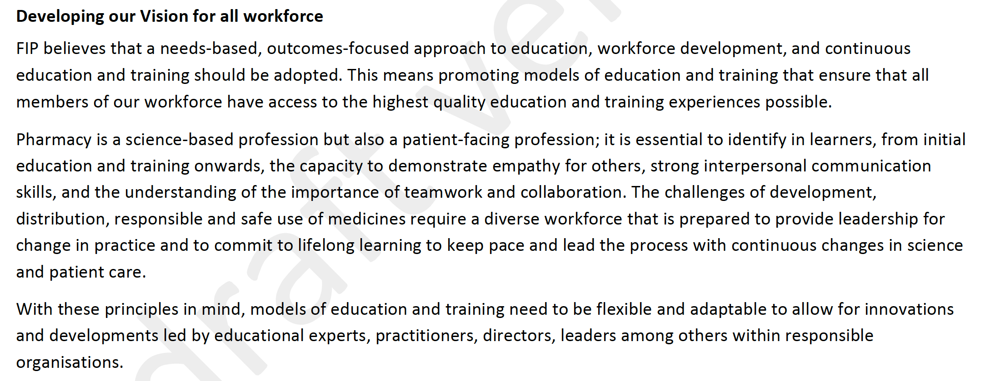 Developing our Vision for all workforce
FIP believes that a needs-based, outcomes-focused approach to education, workforce development, and continuous
education and training should be adopted. This means promoting models of education and training that ensure that all
members of our workforce have access to the highest quality education and training experiences possible.
Pharmacy is a science-based profession but also a patient-facing profession; it is essential to identify in learners, from initial
education and training onwards, the capacity to demonstrate empathy for others, strong interpersonal communication
skills, and the understanding of the importance of teamwork and collaboration. The challenges of development,
distribution, responsible and safe use of medicines require a diverse workforce that is prepared to provide leadership for
change in practice and to commit to lifelong learning to keep pace and lead the process with continuous changes in science
and patient care.
With these principles in mind, models of education and training need to be flexible and adaptable to allow for innovations
and developments led by educational experts, practitioners, directors, leaders among others within responsible
organisations.
draft